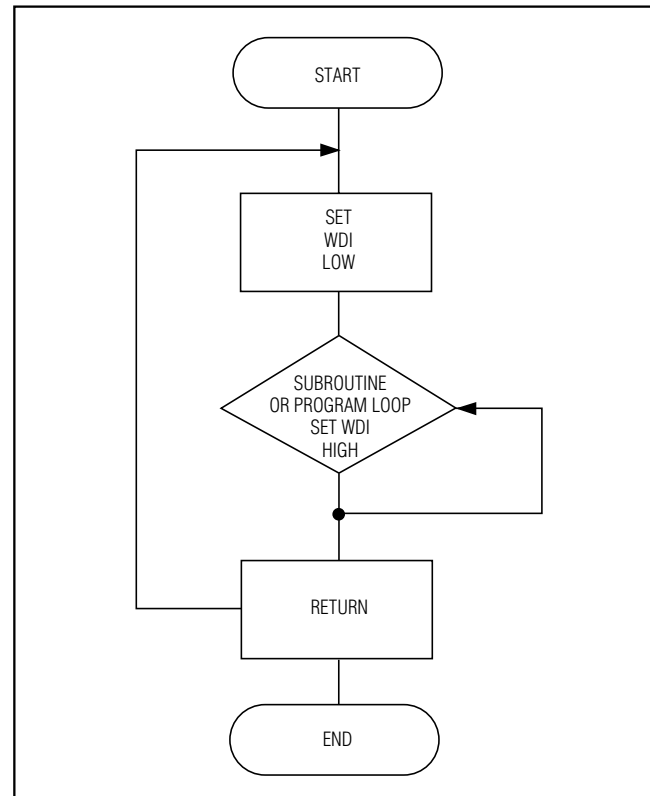 START
SET
WDI
LOW
SUBROUTINE
OR PROGRAM LOOP
SET WDI
HIGH
RETURN
END